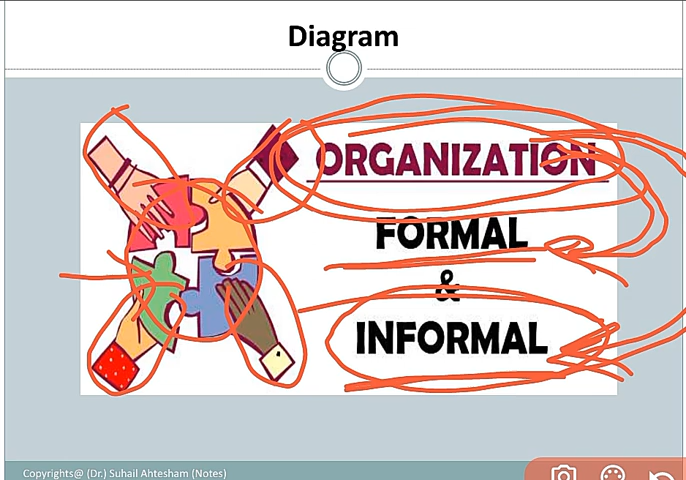 Diagram
ORGANIZATION
FORMAL
&
INFORMAL
Copyrights@ (Dr.) Suhail Ahtesham (Notes)